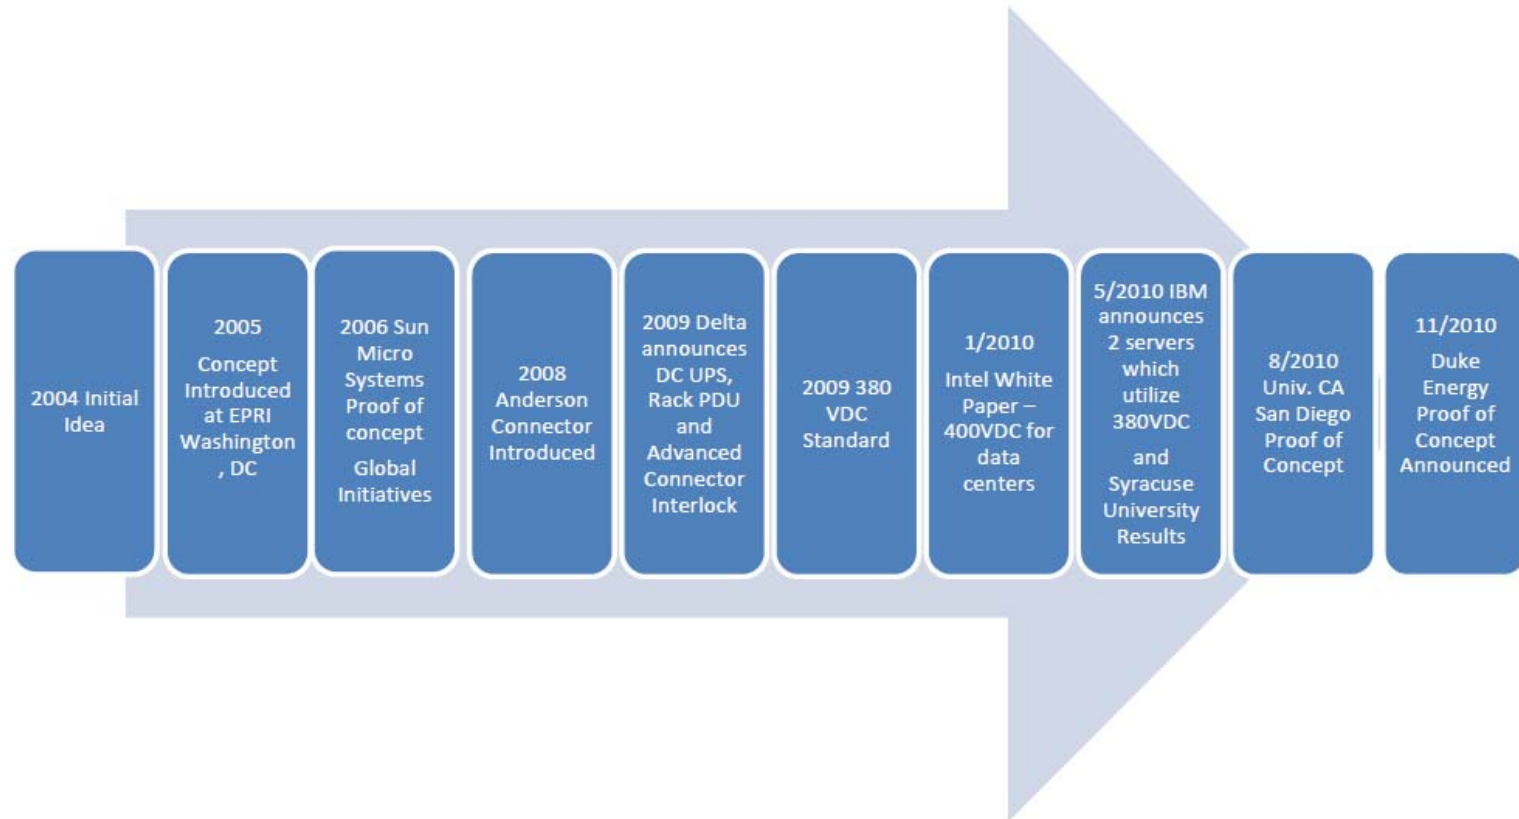 2004 Initial
Idea
2005
Concept
Introduced
at EPRI
Washington
, DC
2006 Sun
Micro
Systems
Proof of
concept
Global
Initiatives
2008
Anderson
Connector
Introduced
2009 Delta
announces
DC UPS,
Rack PDU
and
Advanced
Connector
Interlock
2009 380
VDC
Standard
1/2010
Intel White
Paper –
400VDC for
data
centers
5/2010 IBM
announces
2 servers
which
utilize
380VDC
and
Syracuse
University
Results
8/2010
Univ. CA
San Diego
Proof of
Concept
11/2010
Duke
Energy
Proof of
Concept
Announced